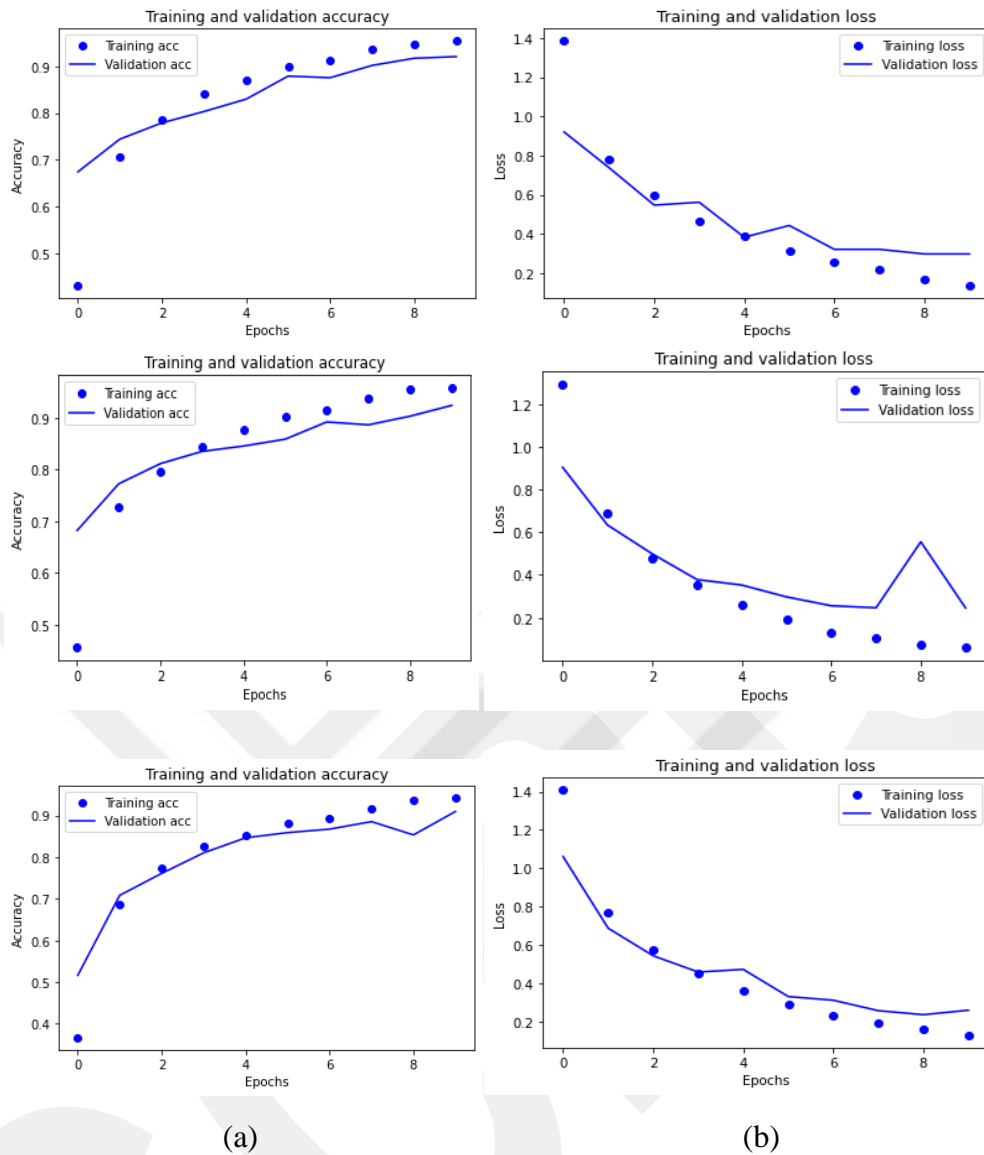 Training and validation accuracy
Training acc
Validation acc
Accuracy
0.9
0.8
0.7
0.6
0.5
0 2 4 6 8
Epochs
Training and validation loss
Training loss
Validation loss
Loss
1.4
1.2
1.0
0.8
0.6
0.4
0.2
0 2 4 6 8
Epochs
Training and validation accuracy
Training acc
Validation acc
Accuracy
0.9
0.8
0.7
0.6
0.5
0 2 4 6 8
Epochs
Training and validation loss
Training loss
Validation loss
Loss
1.2
1.0
0.8
0.6
0.4
0.2
0 2 4 6 8
Epochs
Training and validation accuracy
Training acc
Validation acc
Accuracy
0.9
0.8
0.7
0.6
0.5
0.4
0 2 4 6 8
Epochs
Training and validation loss
Training loss
Validation loss
Loss
1.4
1.2
1.0
0.8
0.6
0.4
0.2
0 2 4 6 8
Epochs
(a) (b)